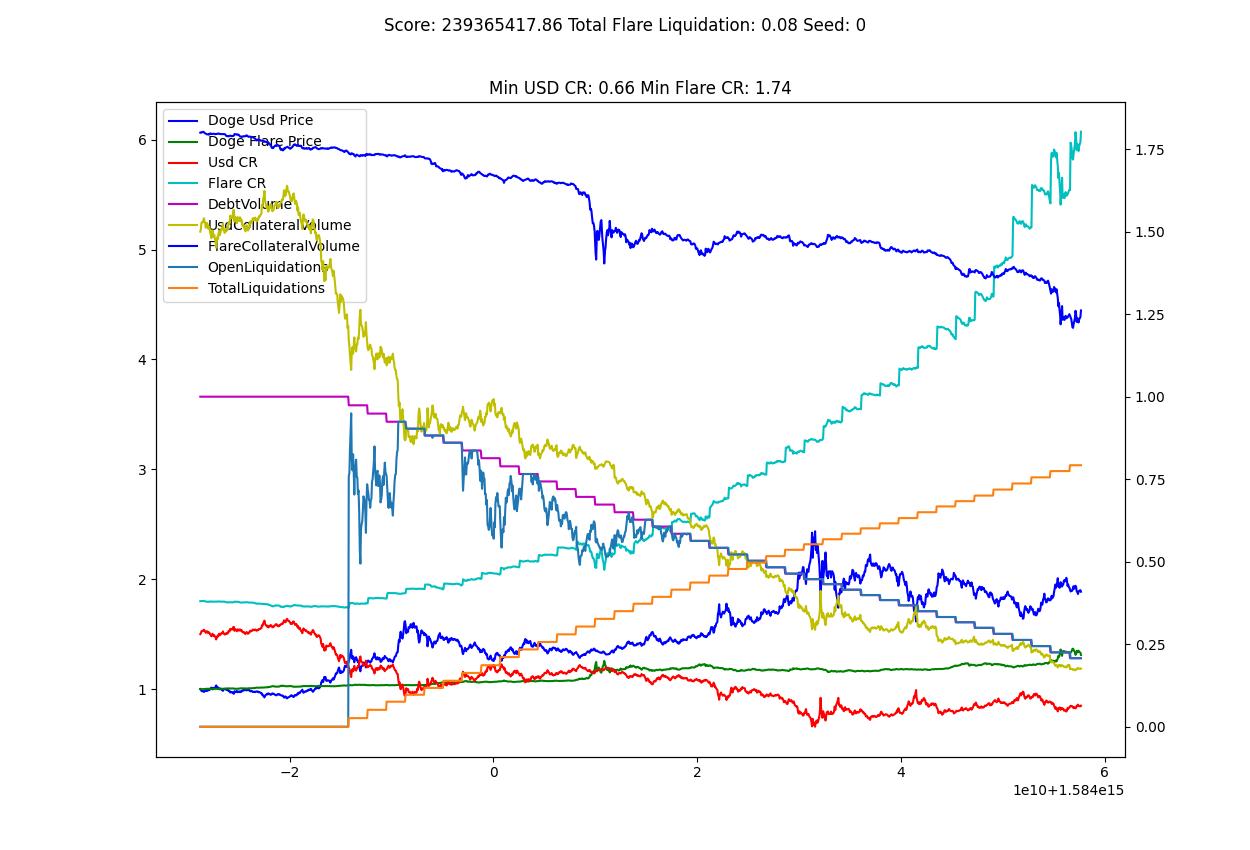 Score: 239365417.86 Total Flare Liquidation: 0.08 Seed: 0
Min USD CR: 0.66 Min Flare CR: 1.74
Doge Usd Price
Doge Flare Price
Usd CR
Flare CR
DebtVolume
UsdCollateralVolume
FlareCollateralVolume
OpenLiquidations
TotalLiquidations
6
5
4
3
2
1
1.75
1.50
1.25
1.00
0.75
0.50
0.25
0.00
−2 0 2 4 6
1e10+1.584e15